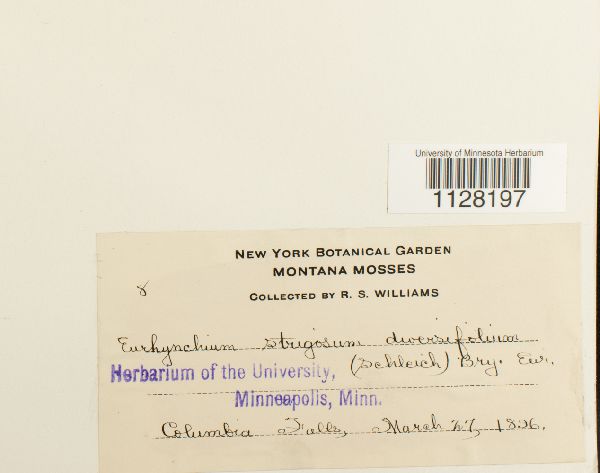 University of Minnesota Herbarium
1128197
NEW YORK BOTANICAL GARDEN
MONTANA MOSSES
8
COLLECTED BY R. S. WILLIAMS
Eurhynchium strigosum diversifolium
(Schleich) Bry. Eur.
Herbarium of the University,
Minneapolis, Minn.
Columbia Falls, March 27, 1896.